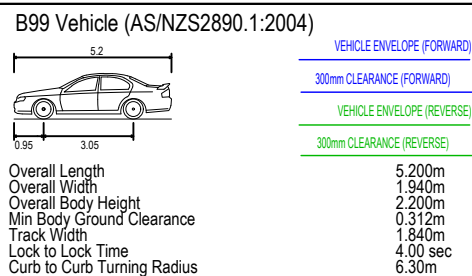 B99 Vehicle (AS/NZS2890.1:2004)
5.2
0.95 3.05
VEHICLE ENVELOPE (FORWARD)
300mm CLEARANCE (FORWARD)
VEHICLE ENVELOPE (REVERSE)
300mm CLEARANCE (REVERSE)
Overall Length 5.200m
Overall Width 1.940m
Overall Body Height 2.200m
Min Body Ground Clearance 0.312m
Track Width 1.840m
Lock to Lock Time 4.00 sec
Curb to Curb Turning Radius 6.30m